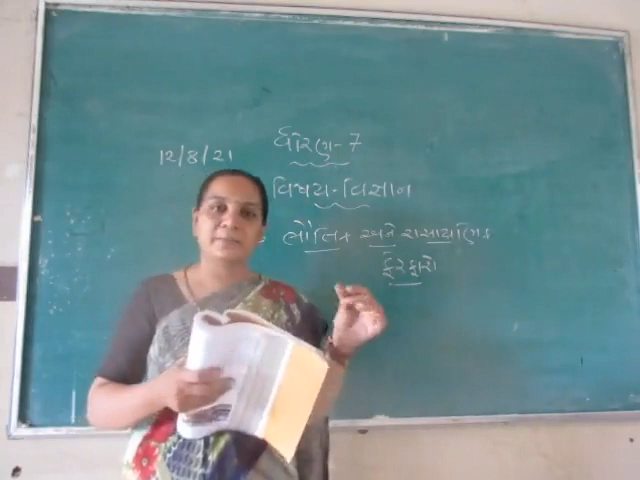 ધોરણ-7
12/8/21
વિષય-વિજ્ઞાન
ભૌતિક અને રાસાયણિક
ફેરફારો